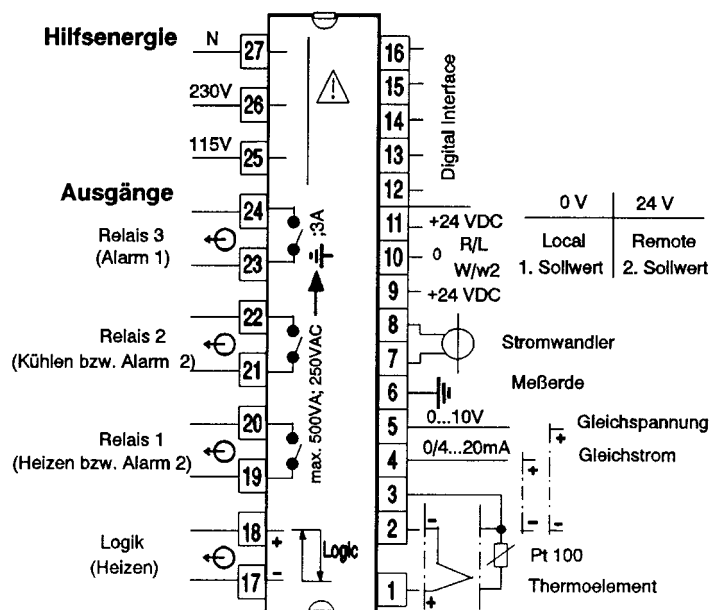 Hilfsenergie
N
27
230V
26
115V
25
Ausgänge
24
Relais 3
(Alarm 1)
23
22
Relais 2
(Kühlen bzw. Alarm 2)
21
20
Relais 1
(Heizen bzw. Alarm 2)
19
18
Logik
(Heizen)
17
+
-
Logic
max. 500VA; 250VAC
;3A
16
15
14
13
12
Digital Interface
11
+24 VDC
10
0
R/L
W/w2
9
+24 VDC
0 V
24 V
Local
Remote
1. Sollwert
2. Sollwert
8
7
Stromwandler
6
Meßerde
5
0...10V
Gleichspannung
+
4
0/4...20mA
Gleichstrom
+
3
2
-
-
-
Pt 100
1
+
Thermoelement